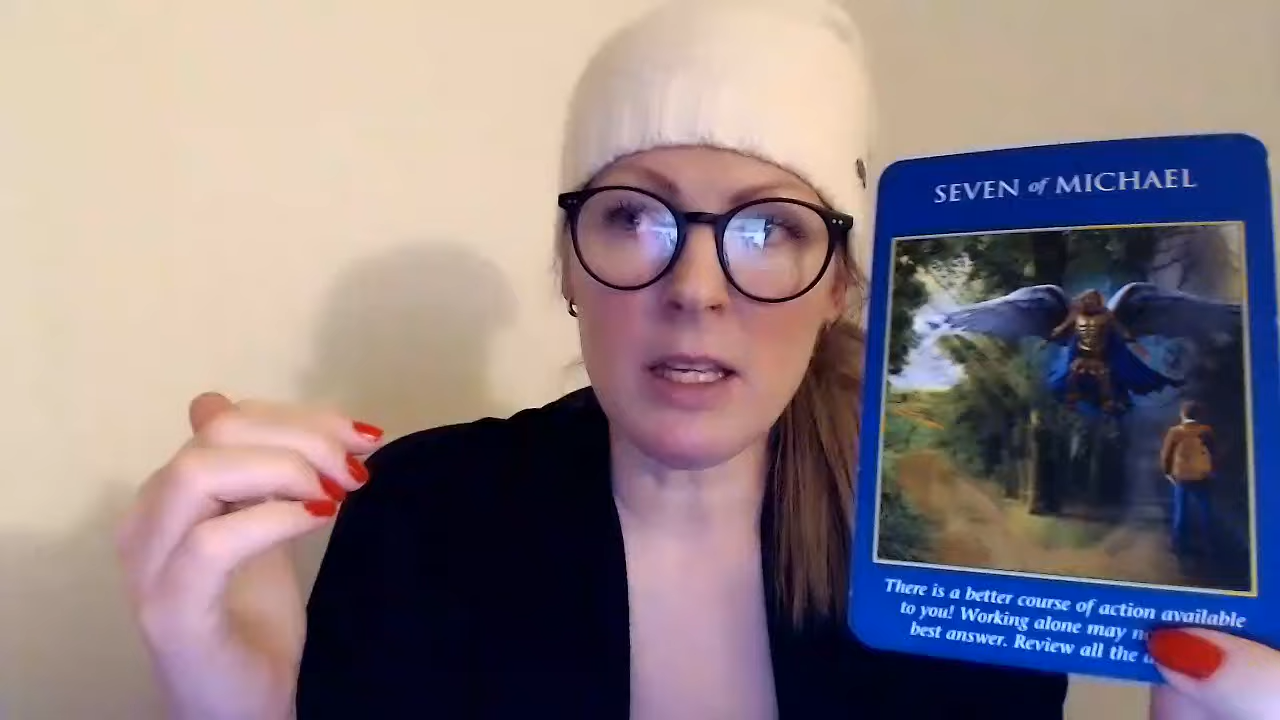 SEVEN of MICHAEL
There is a better course of action available
to you! Working alone may
best answer. Review all the